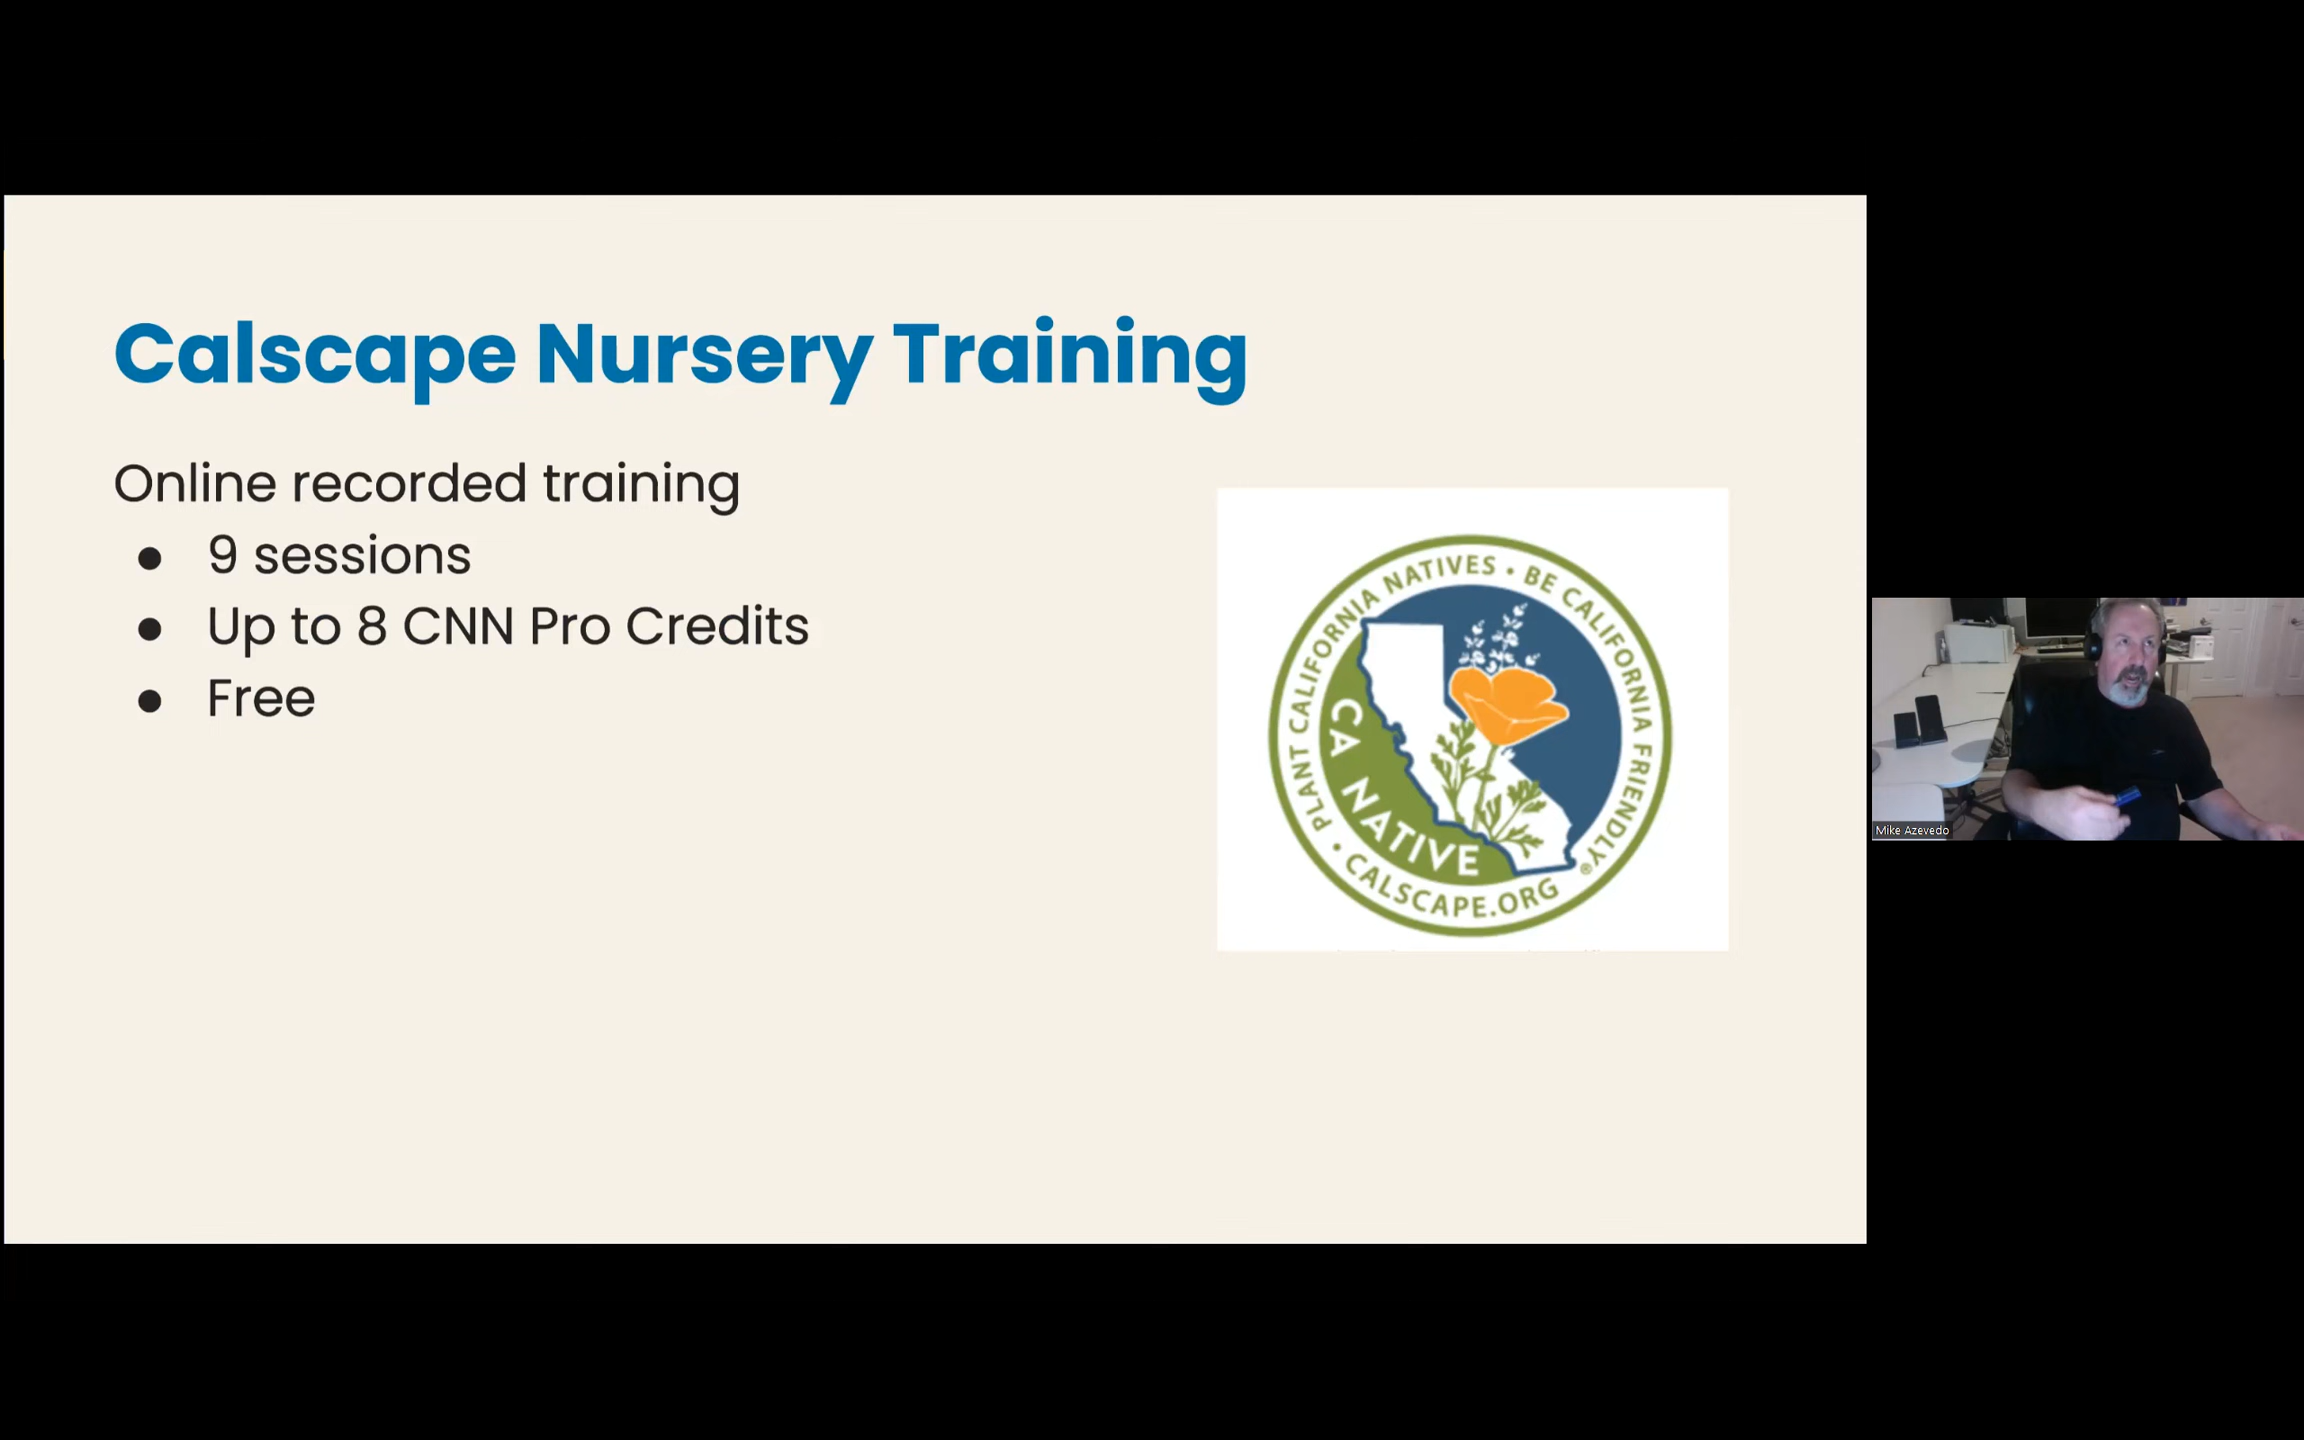 Calscape Nursery Training
Online recorded training
● 9 sessions
● Up to 8 CNN Pro Credits
● Free
PLANT CALIFORNIA NATIVES • BE CALIFORNIA FRIENDLY® • CALSCAPE.ORG •
CA NATIVE
Mike Azevedo